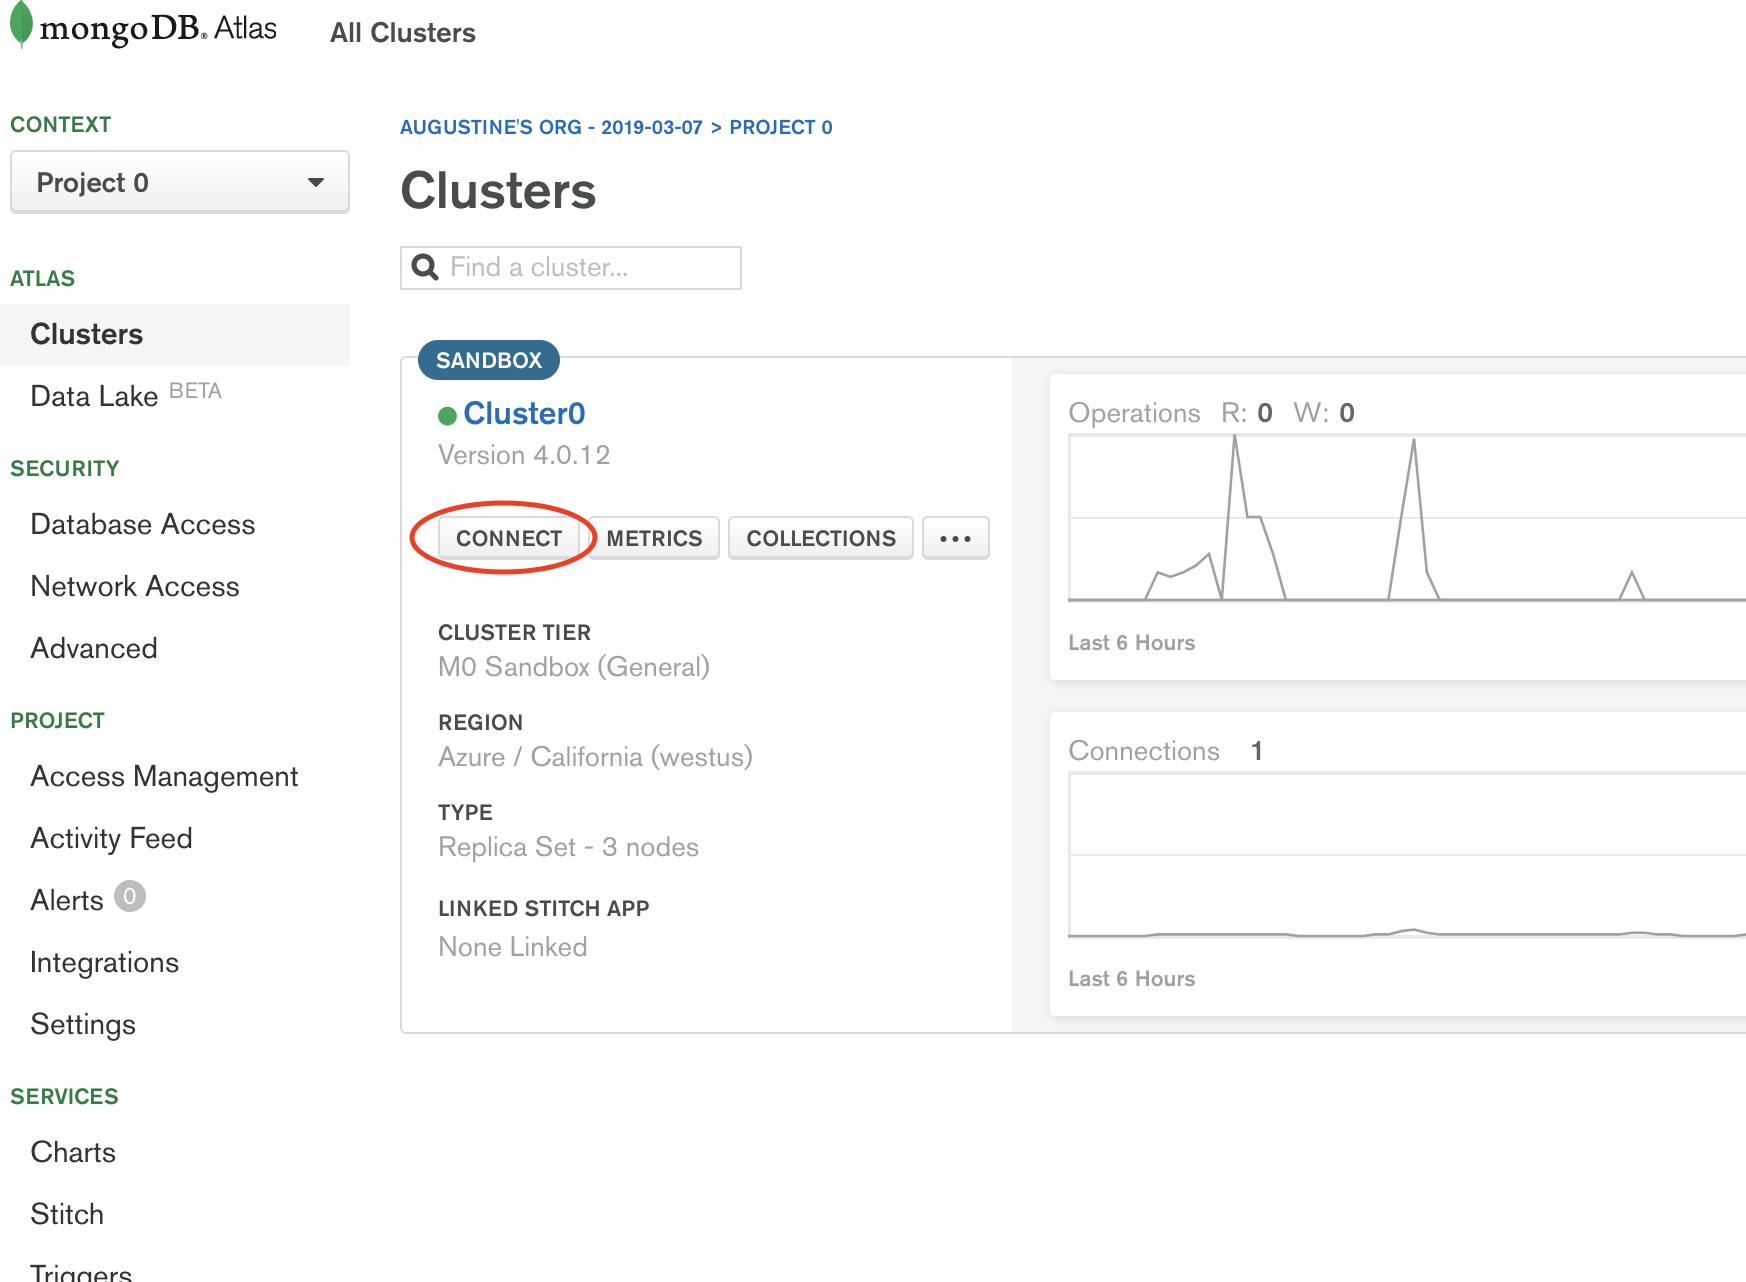 mongoDB. Atlas
All Clusters
CONTEXT
Project 0
ATLAS
Clusters
Data Lake BETA
SECURITY
Database Access
Network Access
Advanced
PROJECT
Access Management
Activity Feed
Alerts 0
Integrations
Settings
SERVICES
Charts
Stitch
Triggers
AUGUSTINE'S ORG - 2019-03-07 > PROJECT 0
Clusters
Find a cluster...
SANDBOX
Cluster0
Version 4.0.12
CONNECT METRICS COLLECTIONS ...
CLUSTER TIER
M0 Sandbox (General)
REGION
Azure / California (westus)
TYPE
Replica Set - 3 nodes
LINKED STITCH APP
None Linked
Operations R: 0 W: 0
Last 6 Hours
Connections 1
Last 6 Hours